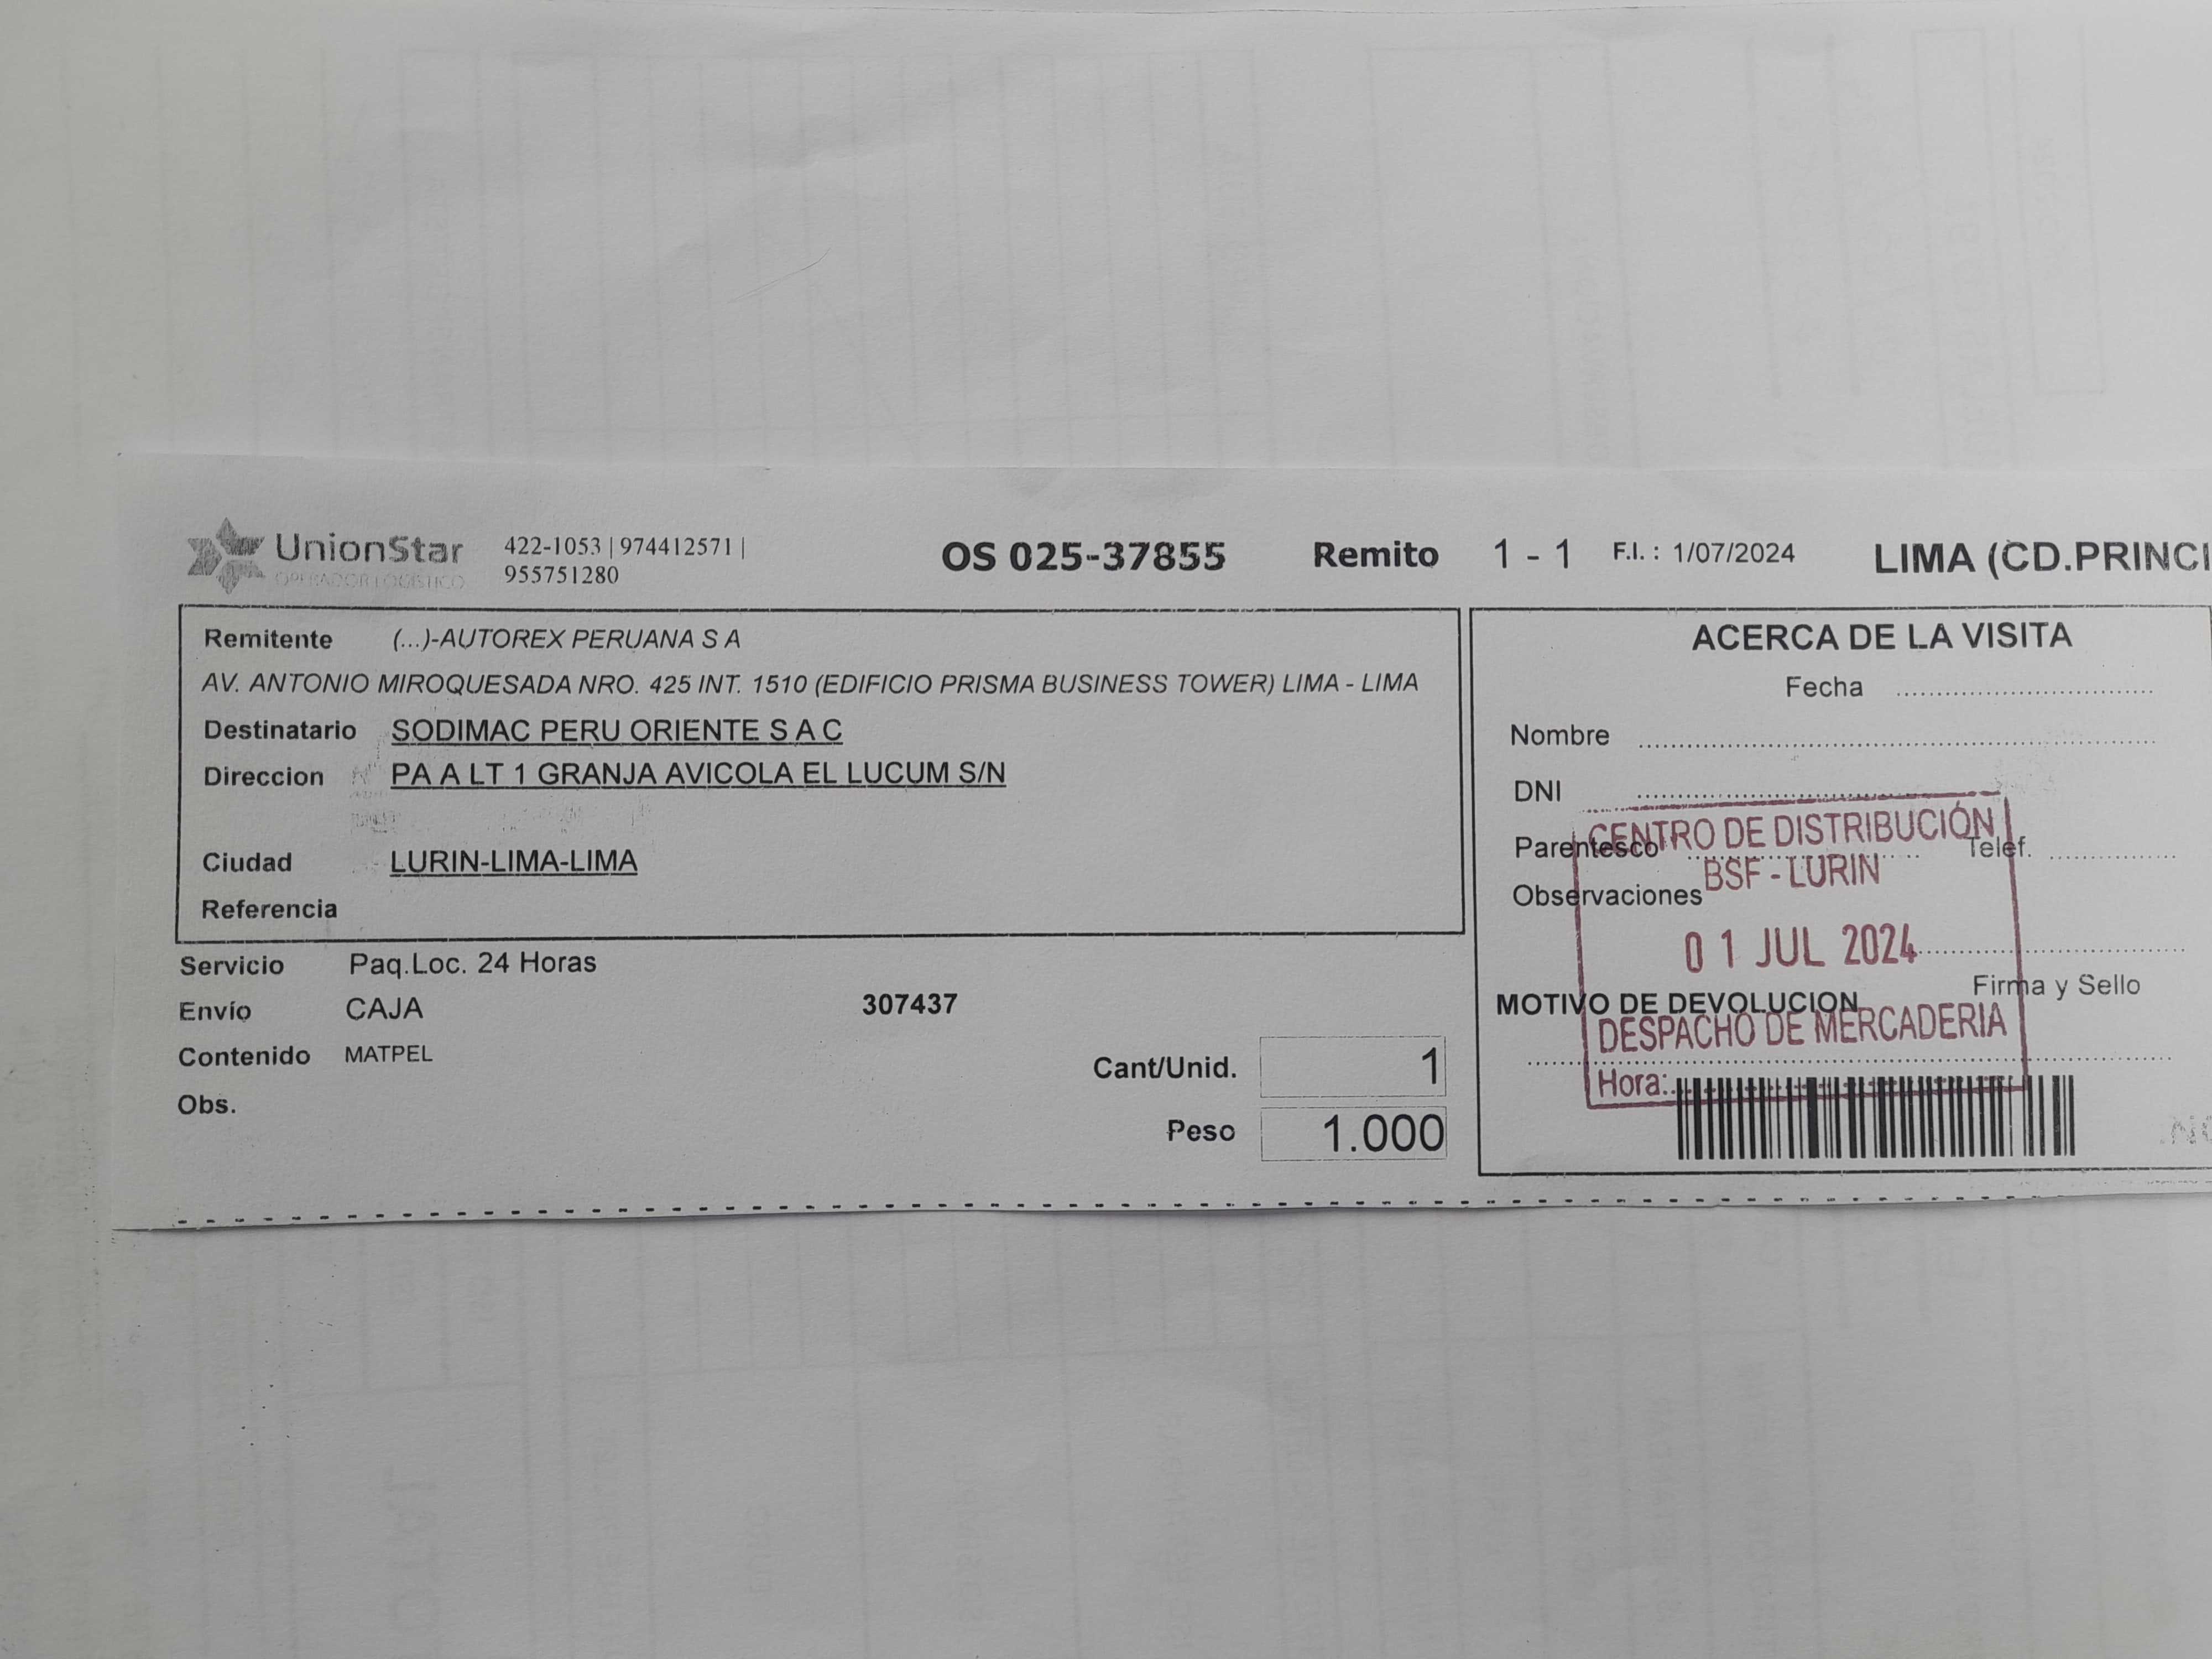 UnionStar
OPERADOR LOGÍSTICO
422-1053 | 974412571 |
955751280
OS 025-37855 Remito 1 - 1 F.I. : 1/07/2024 LIMA (CD.PRINCI
Remitente (...)-AUTOREX PERUANA S A
AV. ANTONIO MIROQUESADA NRO. 425 INT. 1510 (EDIFICIO PRISMA BUSINESS TOWER) LIMA - LIMA
Destinatario SODIMAC PERU ORIENTE S A C
Direccion PA A LT 1 GRANJA AVICOLA EL LUCUM S/N
Ciudad LURIN-LIMA-LIMA
Referencia
Servicio Paq.Loc. 24 Horas
Envío CAJA 307437
Contenido MATPEL
Obs.
Cant/Unid. 1
Peso 1.000
ACERCA DE LA VISITA
Fecha
Nombre
DNI
Parentesco Telef.
Observaciones
Firma y Sello
MOTIVO DE DEVOLUCION
CENTRO DE DISTRIBUCIÓN
BSF - LURIN
01 JUL 2024
DESPACHO DE MERCADERIA
Hora: